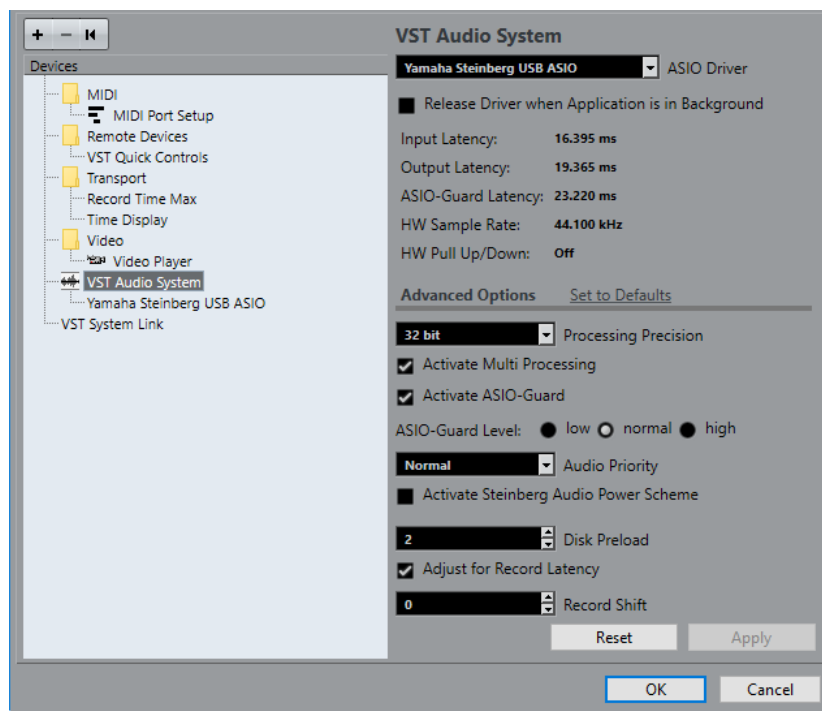 Devices
MIDI
MIDI Port Setup
Remote Devices
VST Quick Controls
Transport
Record Time Max
Time Display
Video
Video Player
VST Audio System
Yamaha Steinberg USB ASIO
VST System Link
VST Audio System
Yamaha Steinberg USB ASIO ASIO Driver
Release Driver when Application is in Background
Input Latency: 16.395 ms
Output Latency: 19.365 ms
ASIO-Guard Latency: 23.220 ms
HW Sample Rate: 44.100 kHz
HW Pull Up/Down: Off
Advanced Options Set to Defaults
32 bit Processing Precision
Activate Multi Processing
Activate ASIO-Guard
ASIO-Guard Level: low normal high
Normal Audio Priority
Activate Steinberg Audio Power Scheme
2 Disk Preload
Adjust for Record Latency
0 Record Shift
Reset Apply
OK Cancel